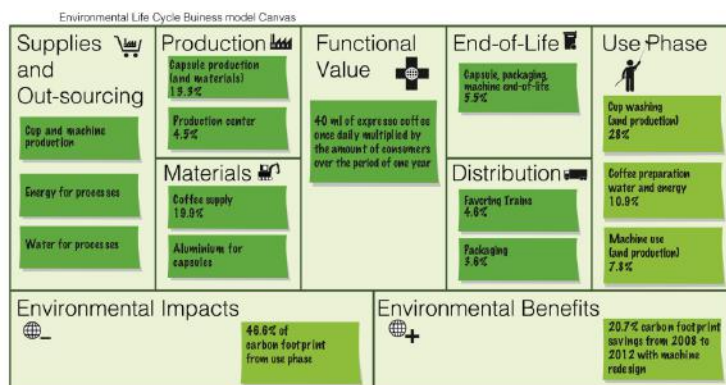 Environmental Life Cycle Buiness model Canvas
Supplies
and
Out-sourcing
Cup and machine
production
Energy for processes
Water for processes
Production
Capsule production
(and materials)
13.3%
Production center
4.5%
Materials
Coffee supply
19.9%
Aluminium for
capsules
Functional
Value
40 ml of expresso coffee
once daily multiplied by
the amount of consumers
over the period of one year
End-of-Life
Capsule, packaging,
machine end-of-life
5.5%
Distribution
Favoring Trains
4.6%
Packaging
3.6%
Use Phase
Cup washing
(and production)
28%
Coffee preparation
water and energy
10.9%
Machine use
(and production)
7.8%
Environmental Impacts
46.6% of
carbon footprint
from use phase
Environmental Benefits
20.7% carbon footprint
savings from 2008 to
2012 with machine
redesign